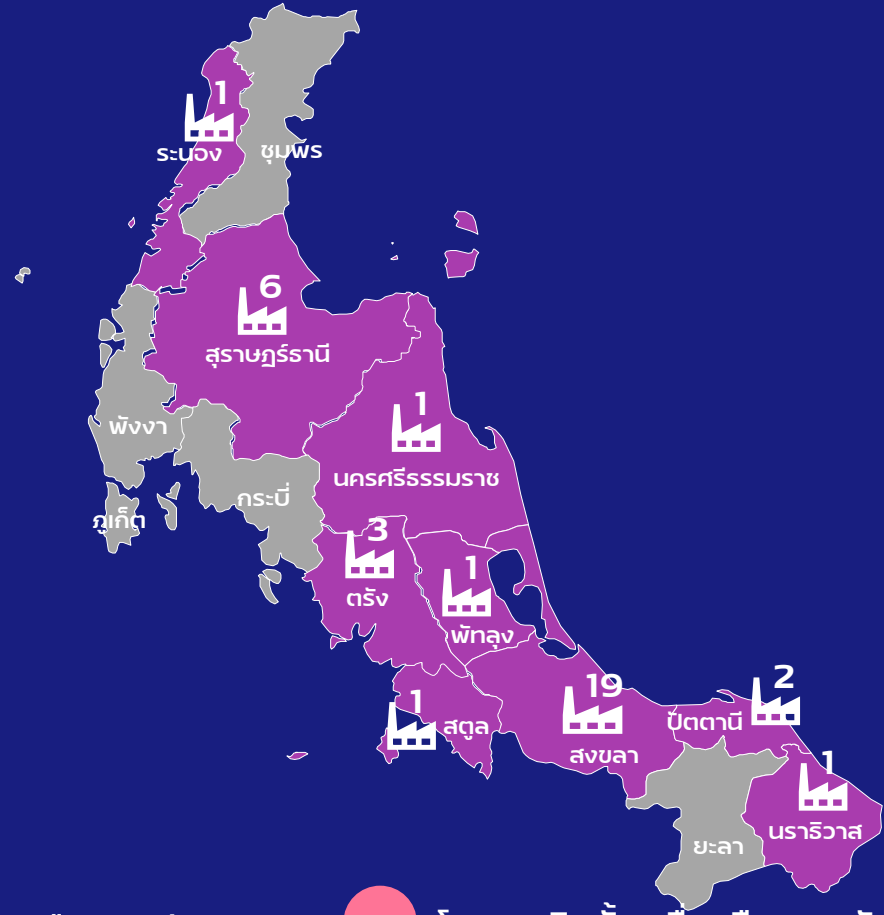 1
ระนอง
ชุมพร
6
สุราษฎร์ธานี
1
พังงา
นครศรีธรรมราช
กระบี่
ภูเก็ต
3
1
ตรัง
พัทลุง
2
19
1
ปัตตานี
สตูล
สงขลา
1
นราธิวาส
ยะลา